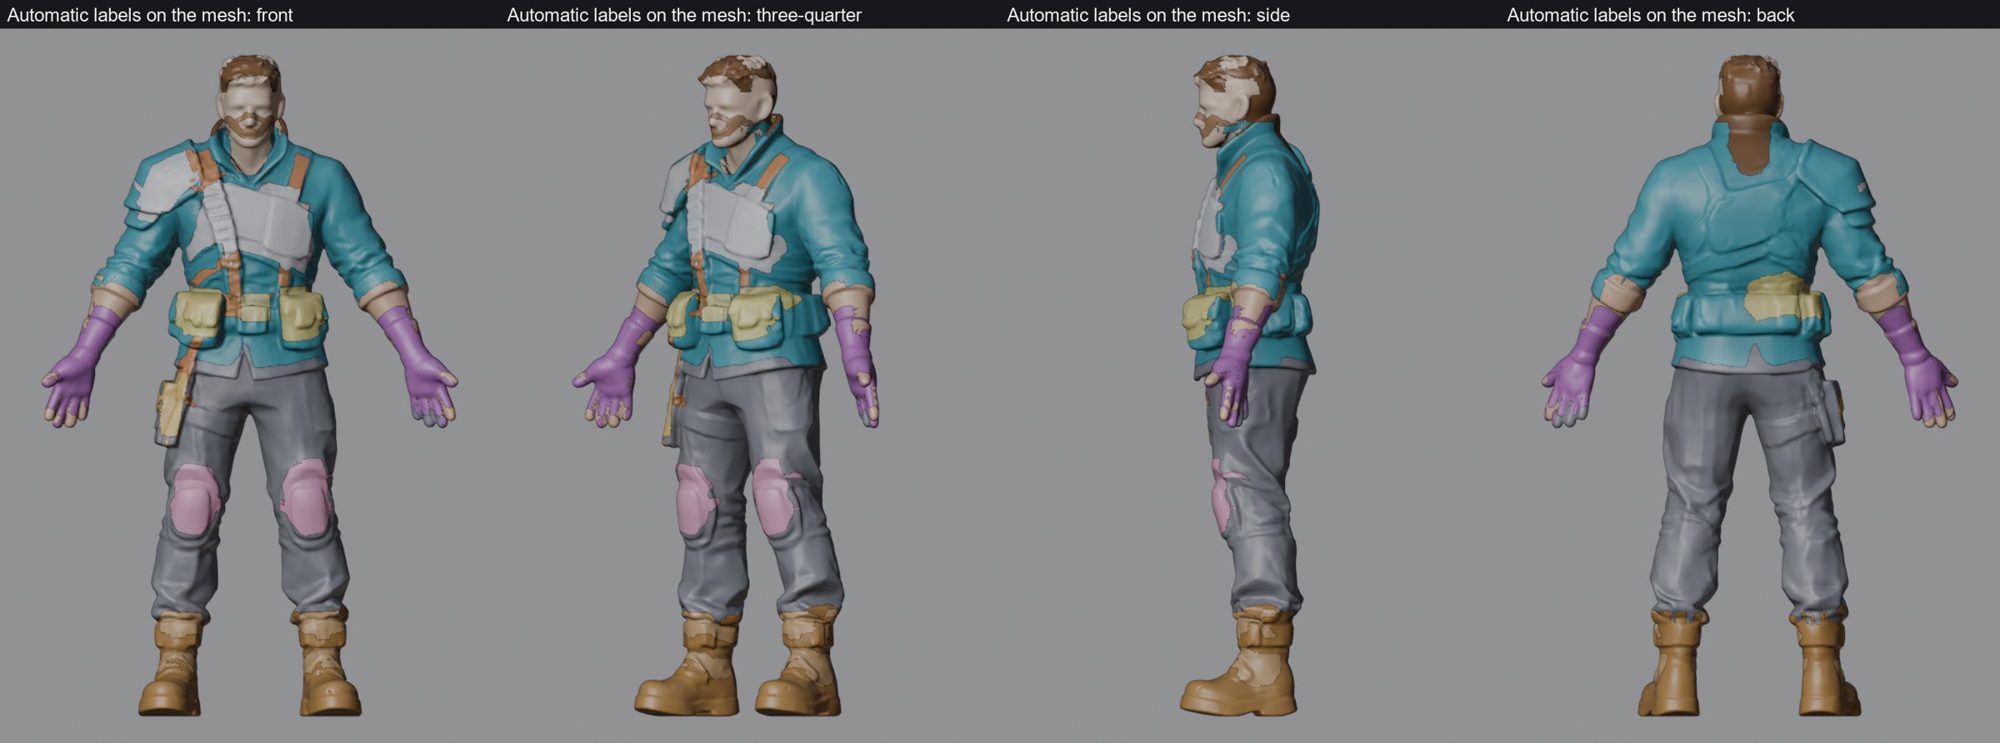 Automatic labels on the mesh: front
Automatic labels on the mesh: three-quarter
Automatic labels on the mesh: side
Automatic labels on the mesh: back